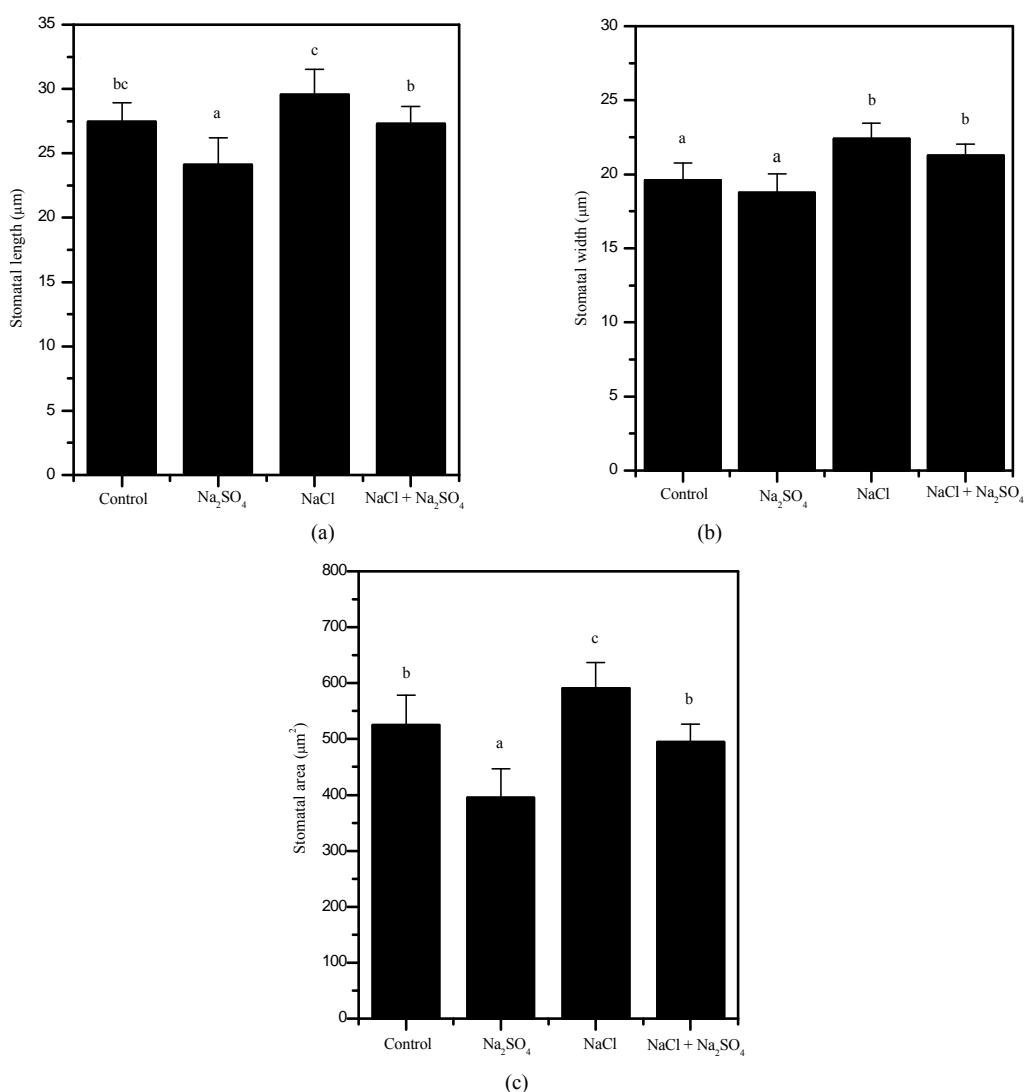 35
30
25
20
15
10
5
0
Stomatal length (μm)
bc
a
c
b
Control
Na₂SO₄
NaCl
NaCl + Na₂SO₄
(a)
30
25
20
15
10
5
0
Stomatal width (μm)
a
a
b
b
Control
Na₂SO₄
NaCl
NaCl + Na₂SO₄
(b)
800
700
600
500
400
300
200
100
0
Stomatal area (μm²)
b
a
c
b
Control
Na₂SO₄
NaCl
NaCl + Na₂SO₄
(c)